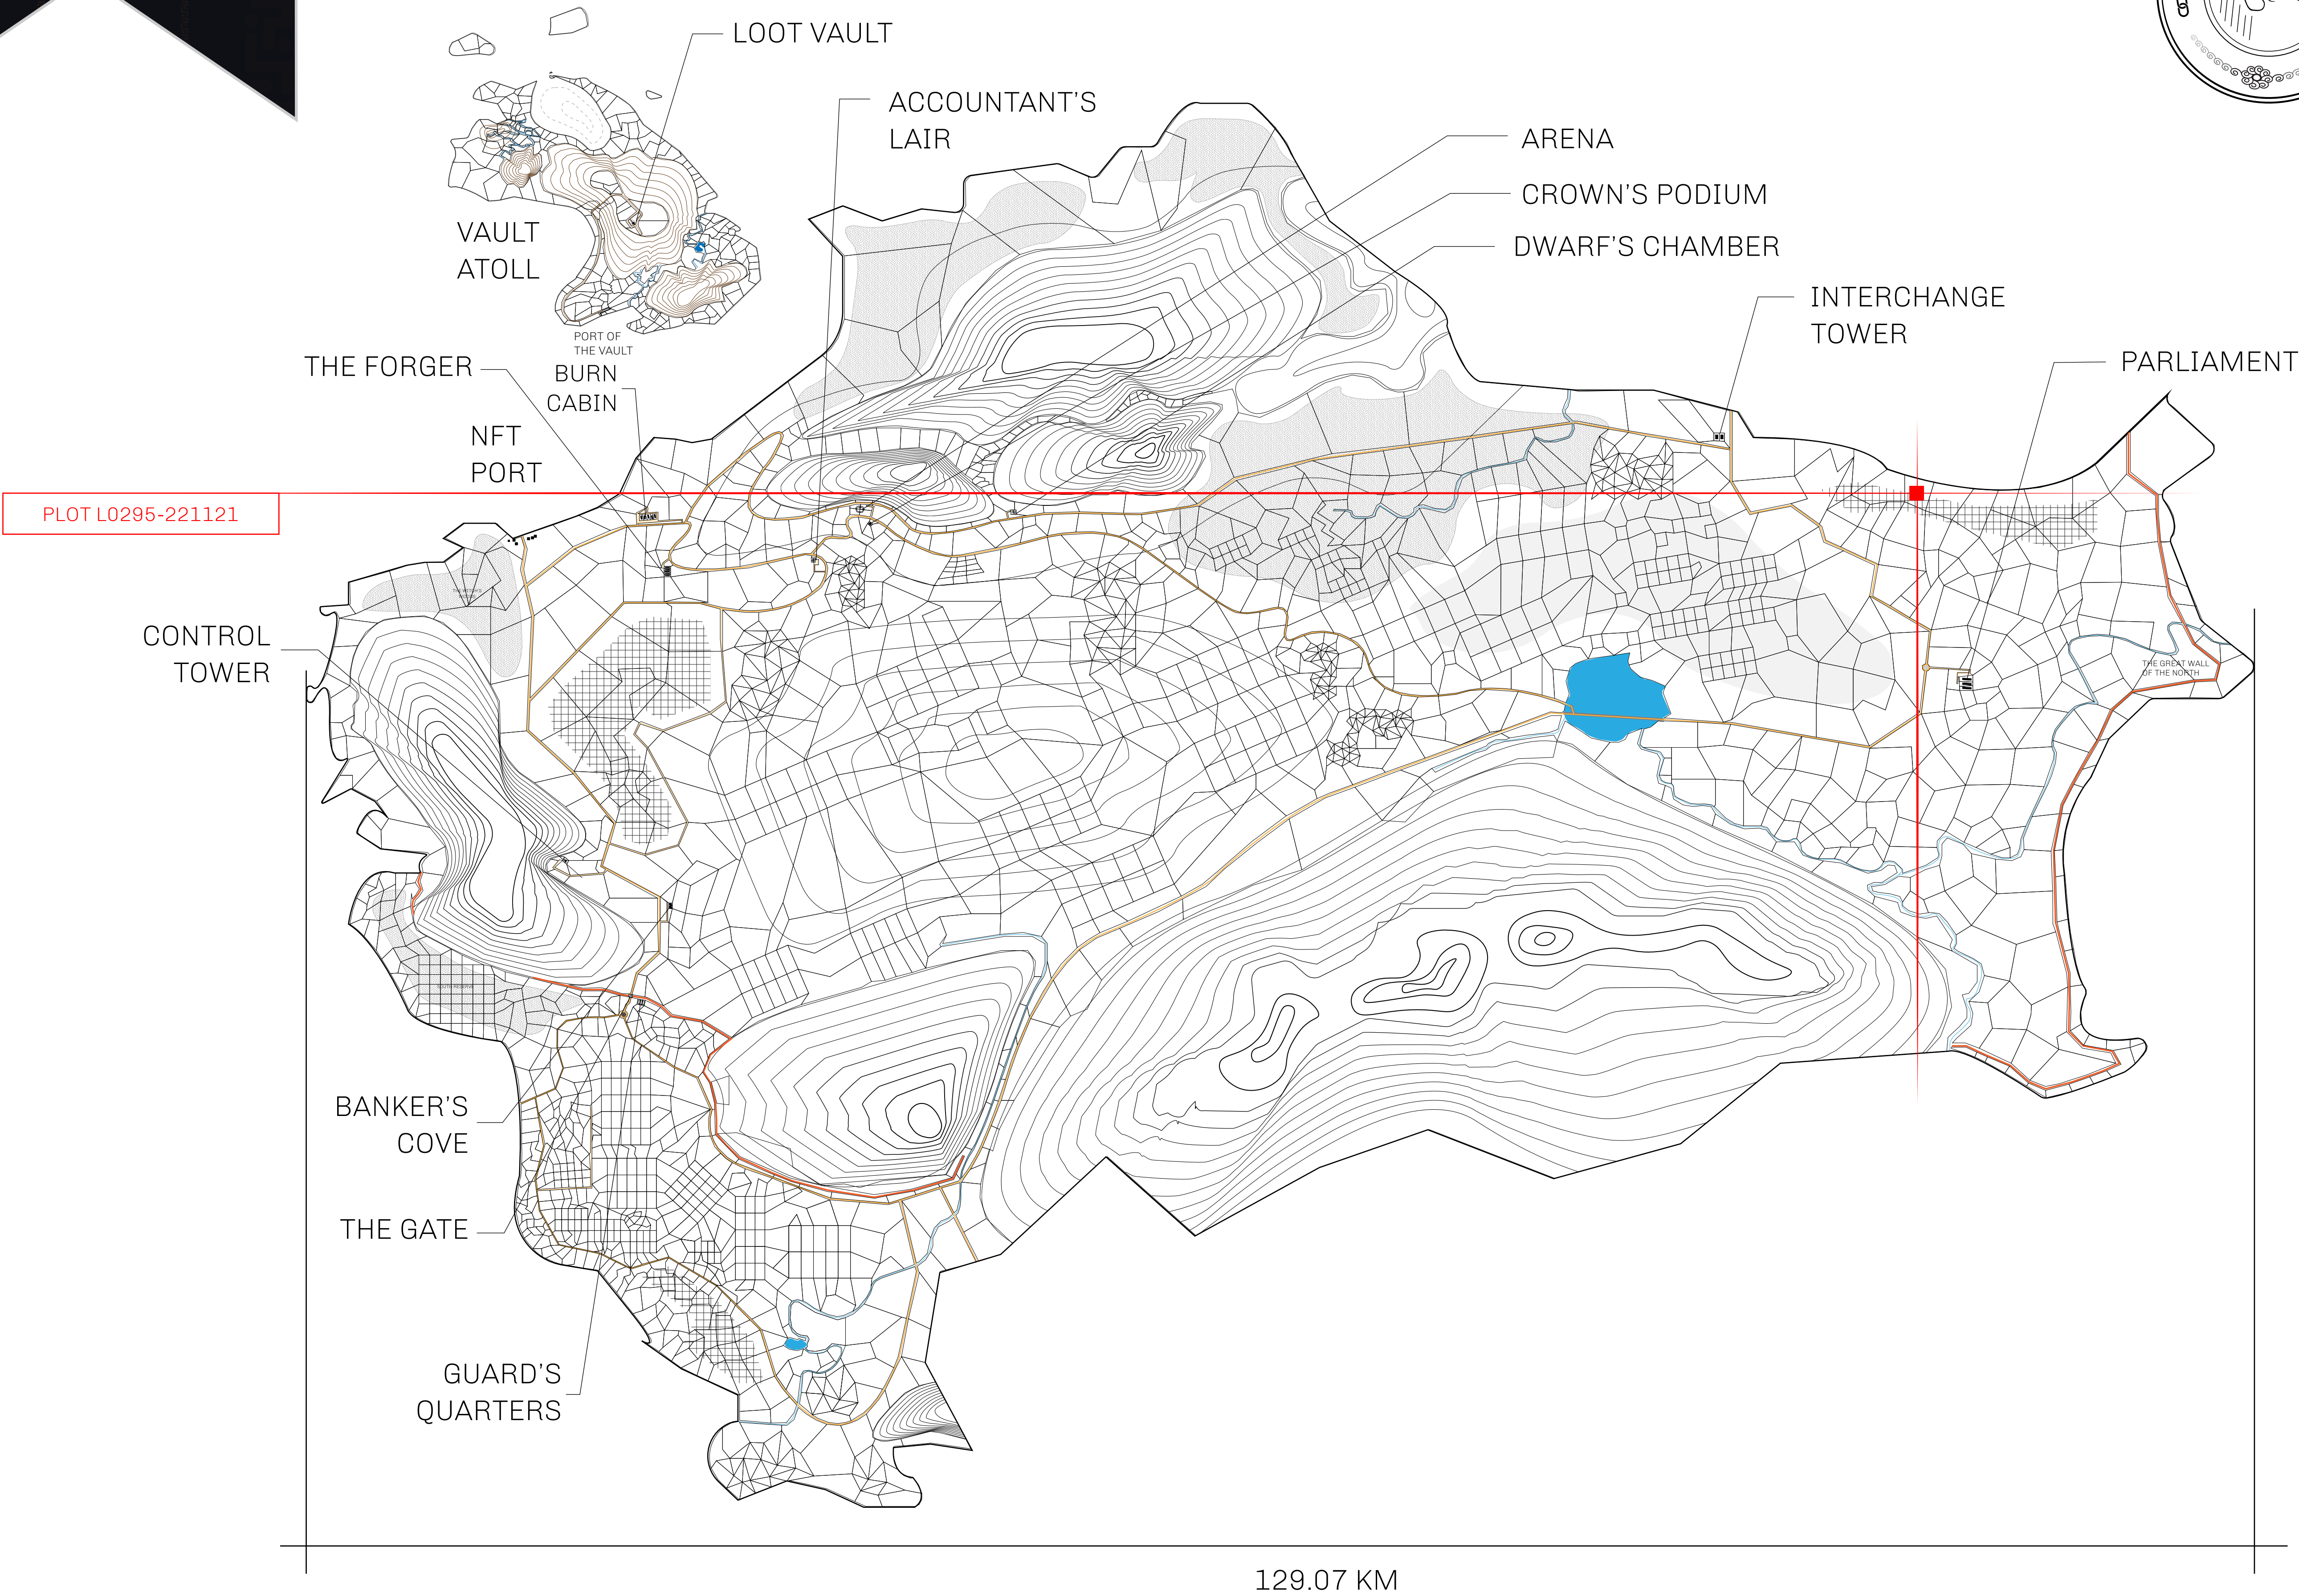 LOOT VAULT
ACCOUNTANT'S
LAIR
ARENA
CROWN'S PODIUM
DWARF'S CHAMBER
VAULT
ATOLL
INTERCHANGE
TOWER
PORT OF
THE VAULT
PARLIAMENT
THE FORGER
BURN
CABIN
NFT
PORT
PLOT L0295-221121
CONTROL
TOWER
THE GREAT WALL
OF THE NORTH
SOUTH RESERVE
BANKER'S
COVE
THE GATE
GUARD'S
QUARTERS
129.07 KM